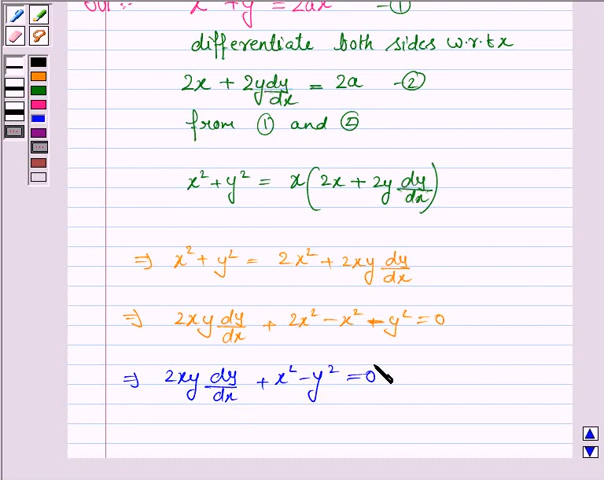 x² + y² = 2ax -①
differentiate both sides w.r.t x
2x + 2y dy/dx = 2a -②
from ① and ②
x² + y² = x(2x + 2y dy/dx)
⇒ x² + y² = 2x² + 2xy dy/dx
⇒ 2xy dy/dx + 2x² - x² - y² = 0
⇒ 2xy dy/dx + x² - y² = 0